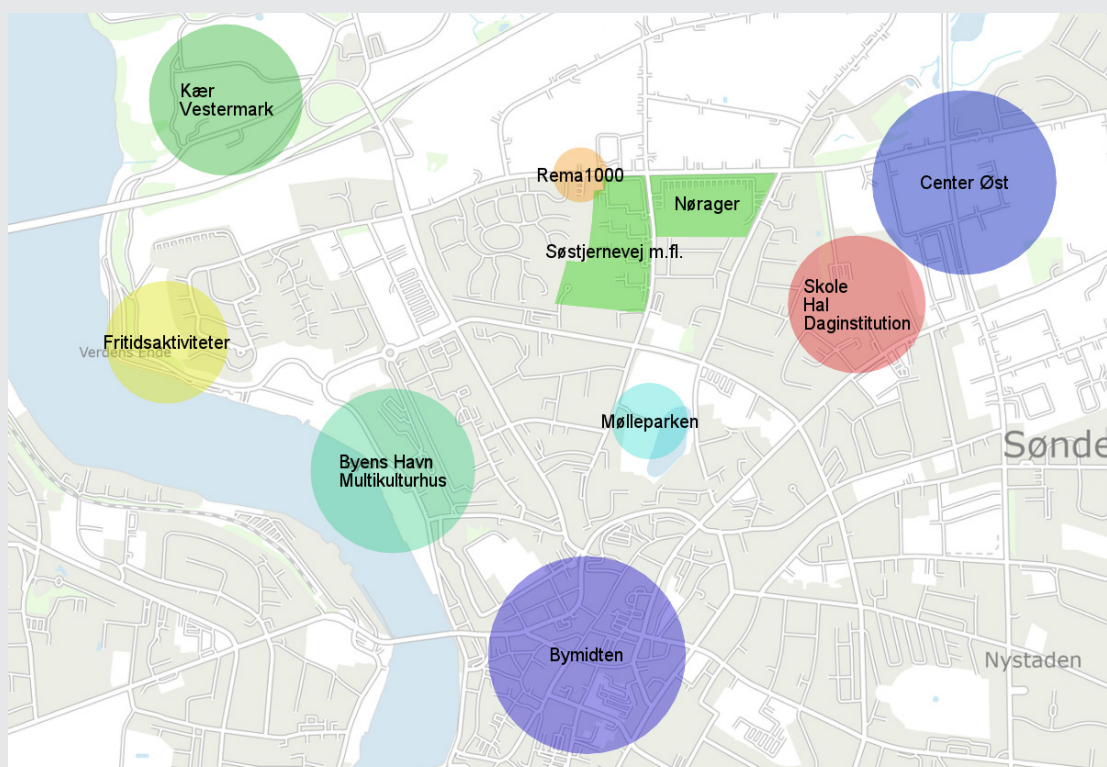 Kær
Vestermark
Rema1000
Center Øst
Nørager
Søstjernevej m.fl.
Skole
Hal
Daginstitution
Fritidsaktiviteter
Verdens Ende
Mølleparken
Sønde
Byens Havn
Multikulturhus
Bymidten
Nystaden